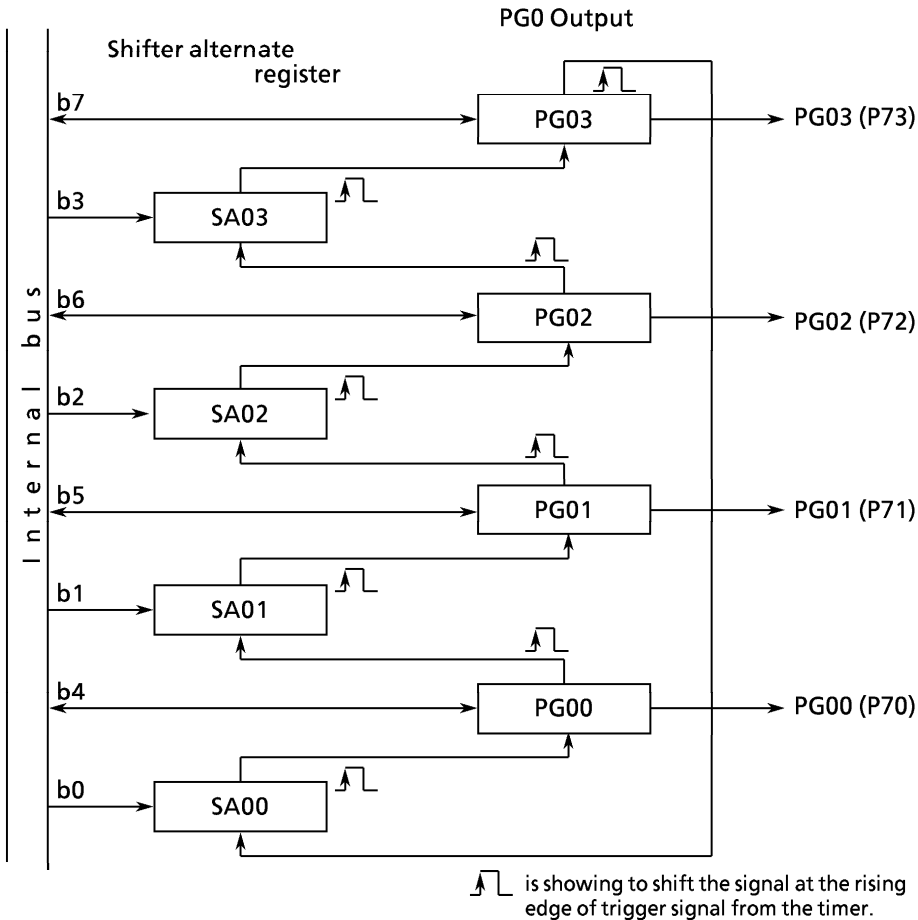 PG0 Output
Shifter alternate
register
b7
PG03
PG03 (P73)
b3
SA03
b6
PG02
PG02 (P72)
b2
SA02
b5
PG01
PG01 (P71)
b1
SA01
b4
PG00
PG00 (P70)
b0
SA00
Internal bus
is showing to shift the signal at the rising
edge of trigger signal from the timer.